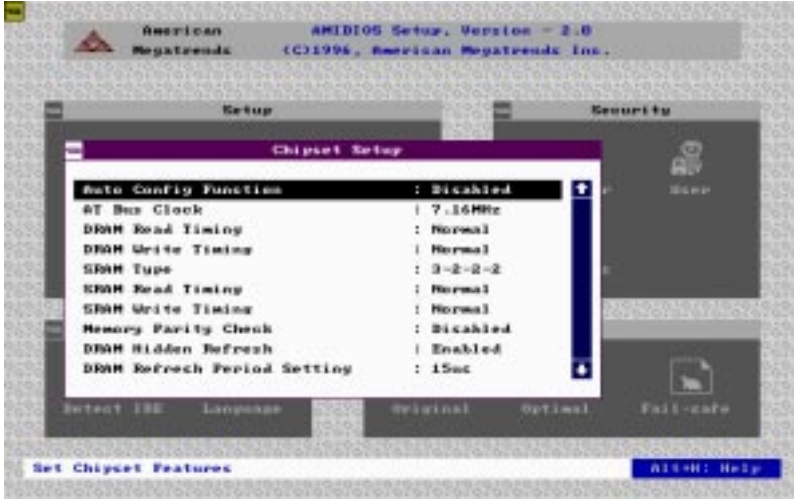 American
Megatrends
AMIBIOS Setup, Version - 2.0
(C)1996, American Megatrends Inc.
Setup
Security
Chipset Setup
Auto Config Function : Disabled
AT Bus Clock : 7.16MHz
DRAM Read Timing : Normal
DRAM Write Timing : Normal
SRAM Type : 3-2-2-2
SRAM Read Timing : Normal
SRAM Write Timing : Normal
Memory Parity Check : Disabled
DRAM Hidden Refresh : Enabled
DRAM Refresh Period Setting : 15us
User
Detect IDE
Language
Original
Optimal
Fail-safe
Set Chipset Features
Alt+H: Help